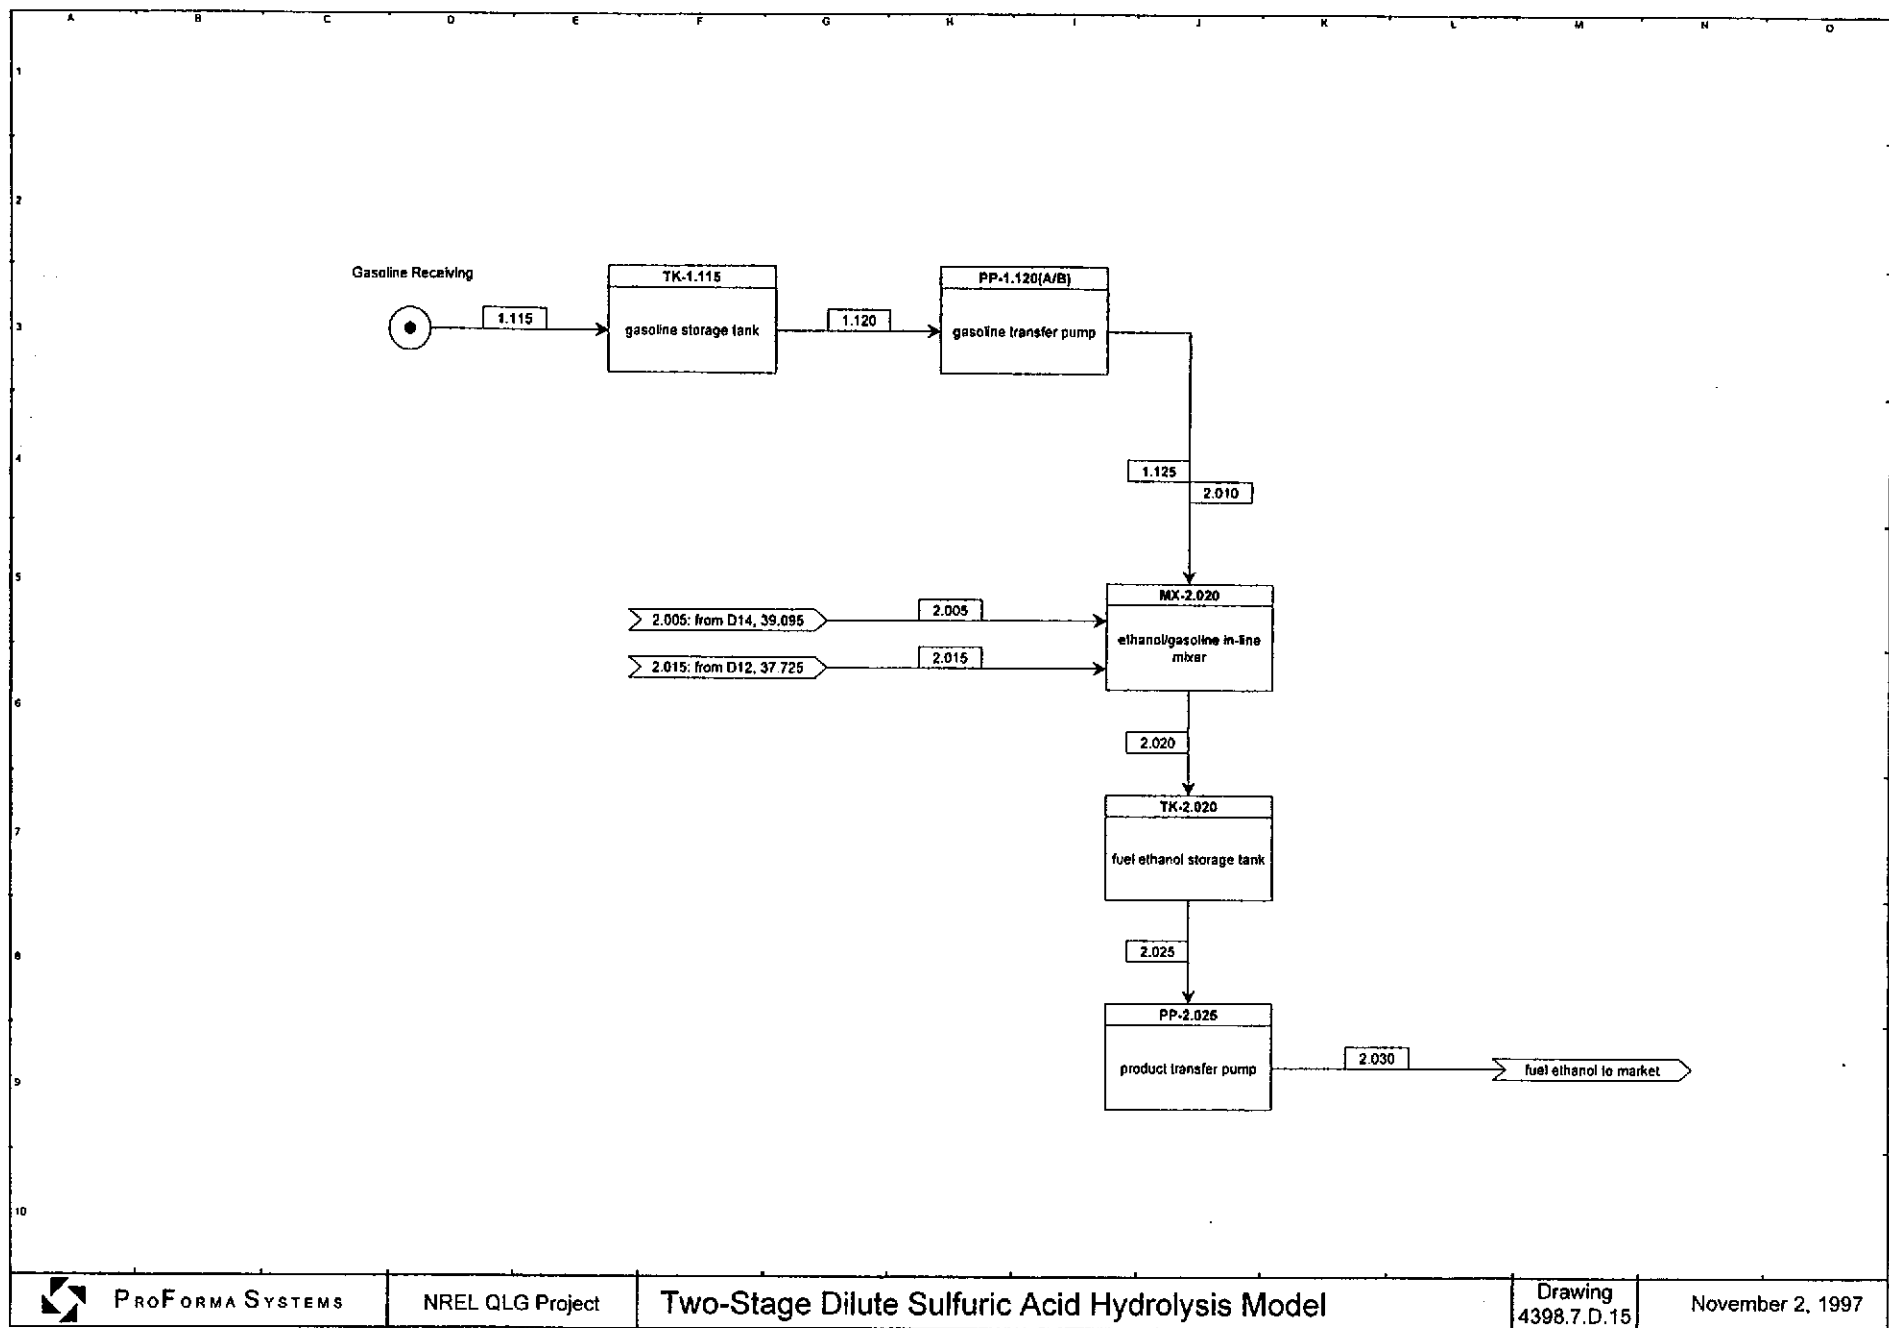 A B C D E F G H I J K L M N O
1
2
Gasoline Receiving
TK-1.115
PP-1.120(A/B)
3
1.115
gasoline storage tank
1.120
gasoline transfer pump
4
1.125
2.010
5
MX-2.020
2.005: from D14, 39.095
2.005
ethanol/gasoline in-line
mixer
2.015: from D12, 37.725
2.015
6
2.020
TK-2.020
7
fuel ethanol storage tank
8
2.025
PP-2.025
9
product transfer pump
2.030
fuel ethanol to market
10
PROFORMA SYSTEMS
NREL QLG Project
Two-Stage Dilute Sulfuric Acid Hydrolysis Model
Drawing
4398.7.D.15
November 2, 1997